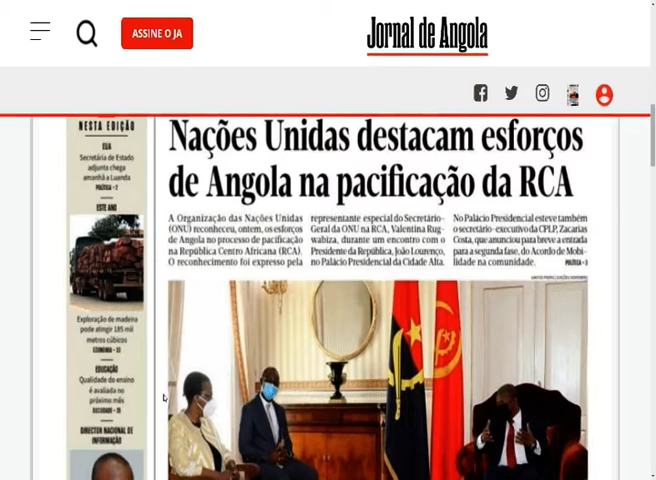 ASSINE O JA
Jornal de Angola
NESTA EDIÇÃO
EUA
Secretária de Estado
adjunta chega
amanhã a Luanda
POLÍTICA • 2
ESTE ANO
Exploração de madeira
pode atingir 185 mil
metros cúbicos
EDUCAÇÃO
Qualidade do ensino
é avaliada no
próximo mês
DIRECTOR NACIONAL DE
INFORMAÇÃO
Nações Unidas destacam esforços
de Angola na pacificação da RCA
A Organização das Nações Unidas
(ONU) reconheceu, ontem, os esforços
de Angola no processo de pacificação
na República Centro Africana (RCA).
O reconhecimento foi expresso pela
representante especial do Secretário-
Geral da ONU na RCA, Valentina Rug-
wabiza, durante um encontro com o
Presidente da República, João Lourenço,
no Palácio Presidencial da Cidade Alta.
No Palácio Presidencial esteve também
o secretário-executivo da CPLP, Zacarias
Costa, que anunciou para breve a entrada
para a segunda fase, do Acordo de Mobi-
lidade na comunidade. POLÍTICA • 3